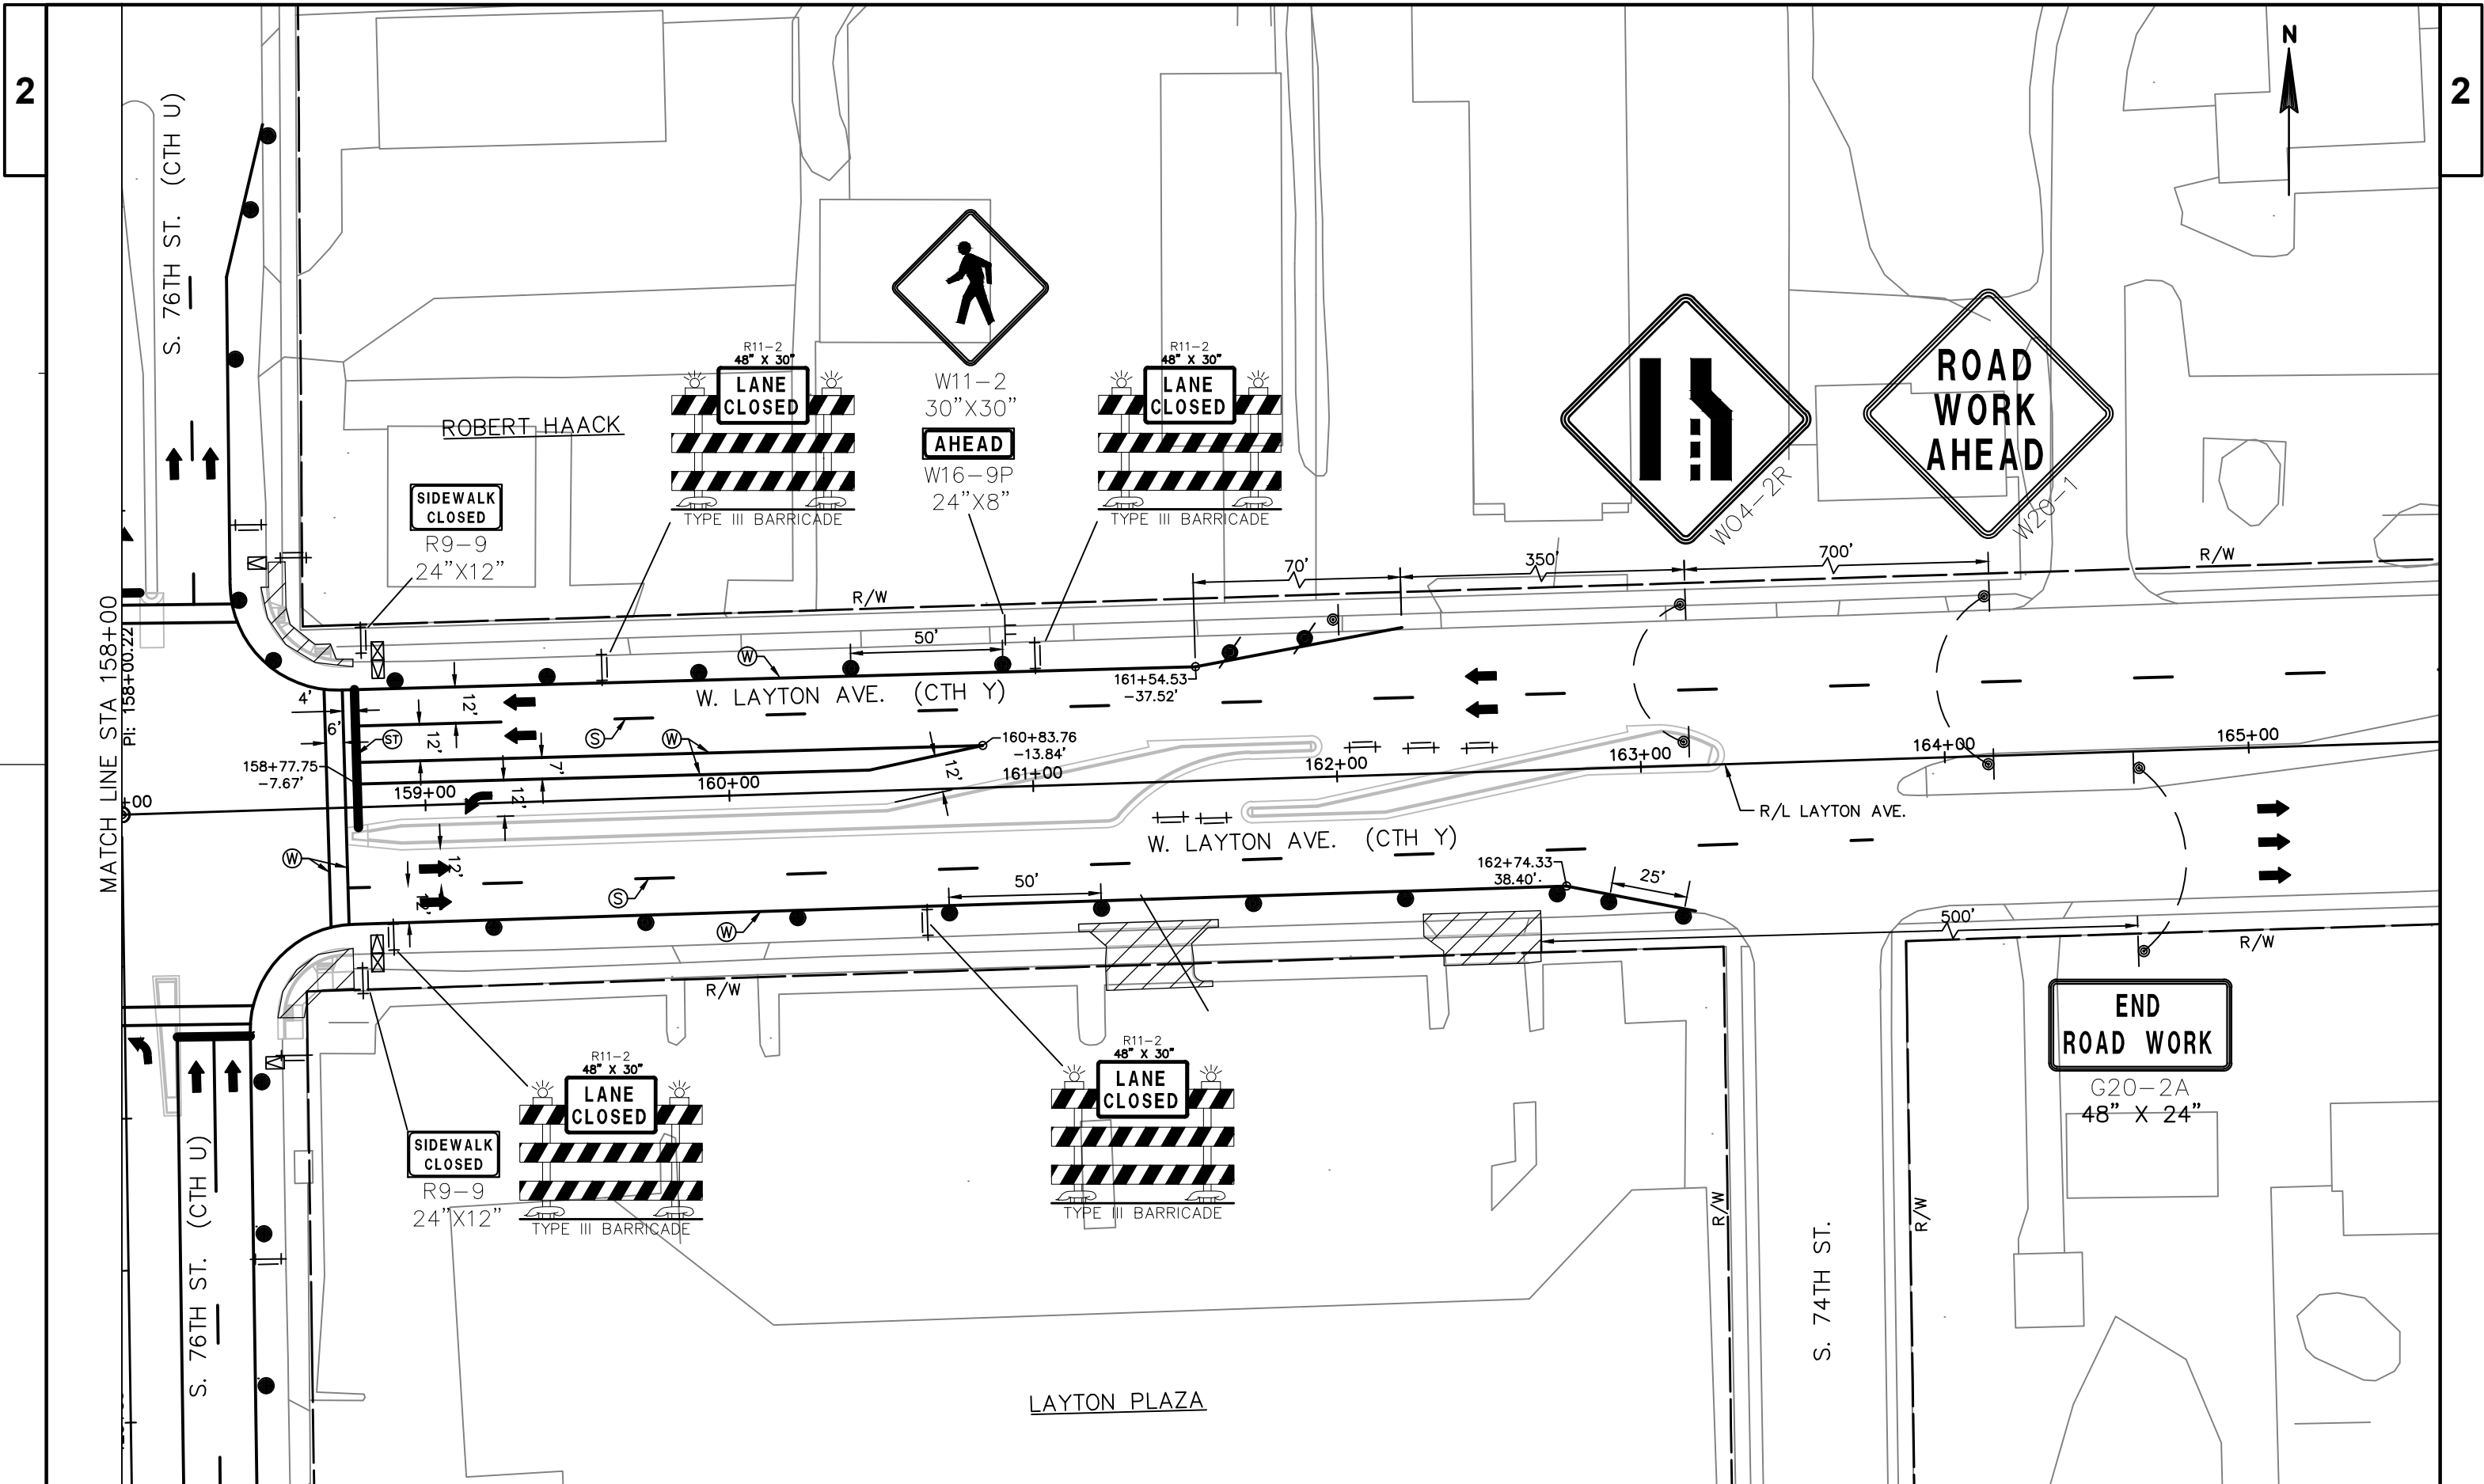 2
2
N
S. 76TH ST. (CTH U)
R11-2
48" X 30"
LANE
CLOSED
TYPE III BARRICADE
W11-2
30"X30"
AHEAD
W16-9P
24"X8"
R11-2
48" X 30"
LANE
CLOSED
TYPE III BARRICADE
W04-2R
ROAD
WORK
AHEAD
W20-1
ROBERT HAACK
SIDEWALK
CLOSED
R9-9
24"X12"
70'
350'
700'
R/W
R/W
50'
W
MATCH LINE STA 158+00
PI: 158+00.22
161+54.53
-37.52'
W. LAYTON AVE. (CTH Y)
4'
6'
12'
12'
ST
S
W
7'
12'
160+83.76
-13.84'
12'
158+77.75
-7.67'
+00
159+00
160+00
161+00
162+00
163+00
164+00
165+00
R/L LAYTON AVE.
W. LAYTON AVE. (CTH Y)
W
12'
12'
S
W
50'
162+74.33
38.40'
25'
500'
R/W
R/W
END
ROAD WORK
G20-2A
48" X 24"
R11-2
48" X 30"
LANE
CLOSED
TYPE III BARRICADE
R11-2
48" X 30"
LANE
CLOSED
TYPE III BARRICADE
SIDEWALK
CLOSED
R9-9
24"X12"
S. 76TH ST. (CTH U)
R/W
R/W
S. 74TH ST.
LAYTON PLAZA